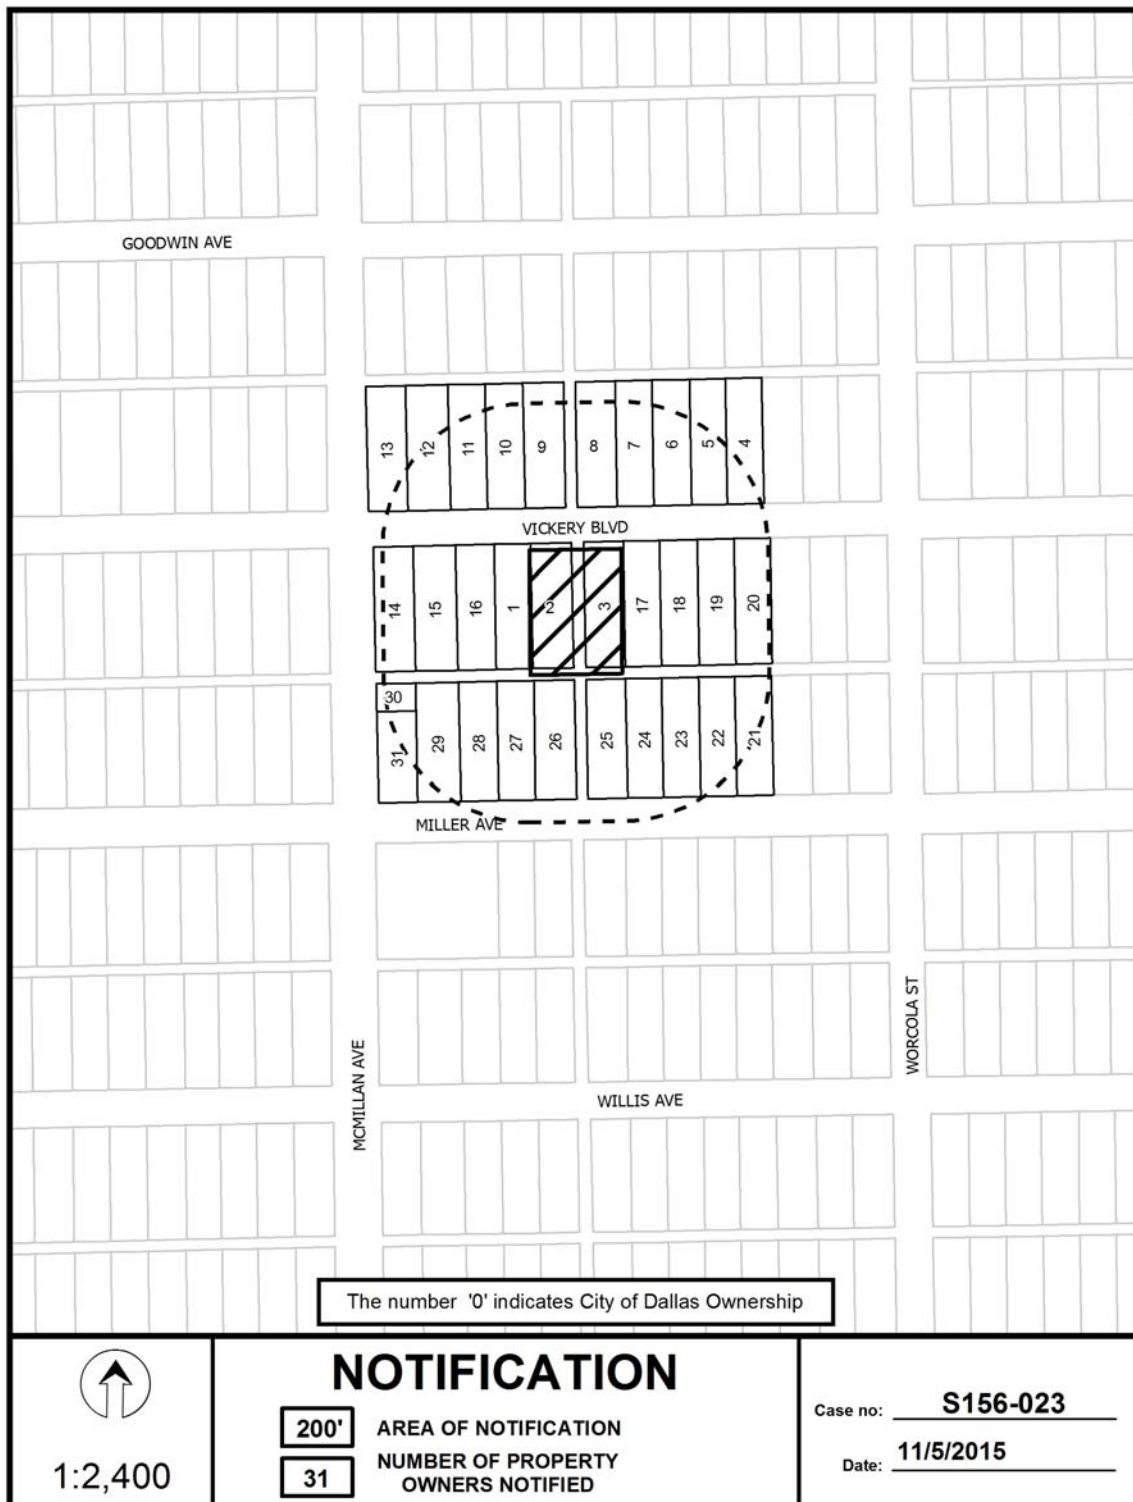 GOODWIN AVE
13 12 11 10 9 8 7 6 5 4
VICKERY BLVD
14 15 16 1 2 3 17 18 19 20
30
31 29 28 27 26 25 24 23 22 21
MILLER AVE
MCMILLAN AVE
WORCOLA ST
WILLIS AVE
The number '0' indicates City of Dallas Ownership
1:2,400
NOTIFICATION
200' AREA OF NOTIFICATION
31 NUMBER OF PROPERTY
OWNERS NOTIFIED
Case no: S156-023
Date: 11/5/2015